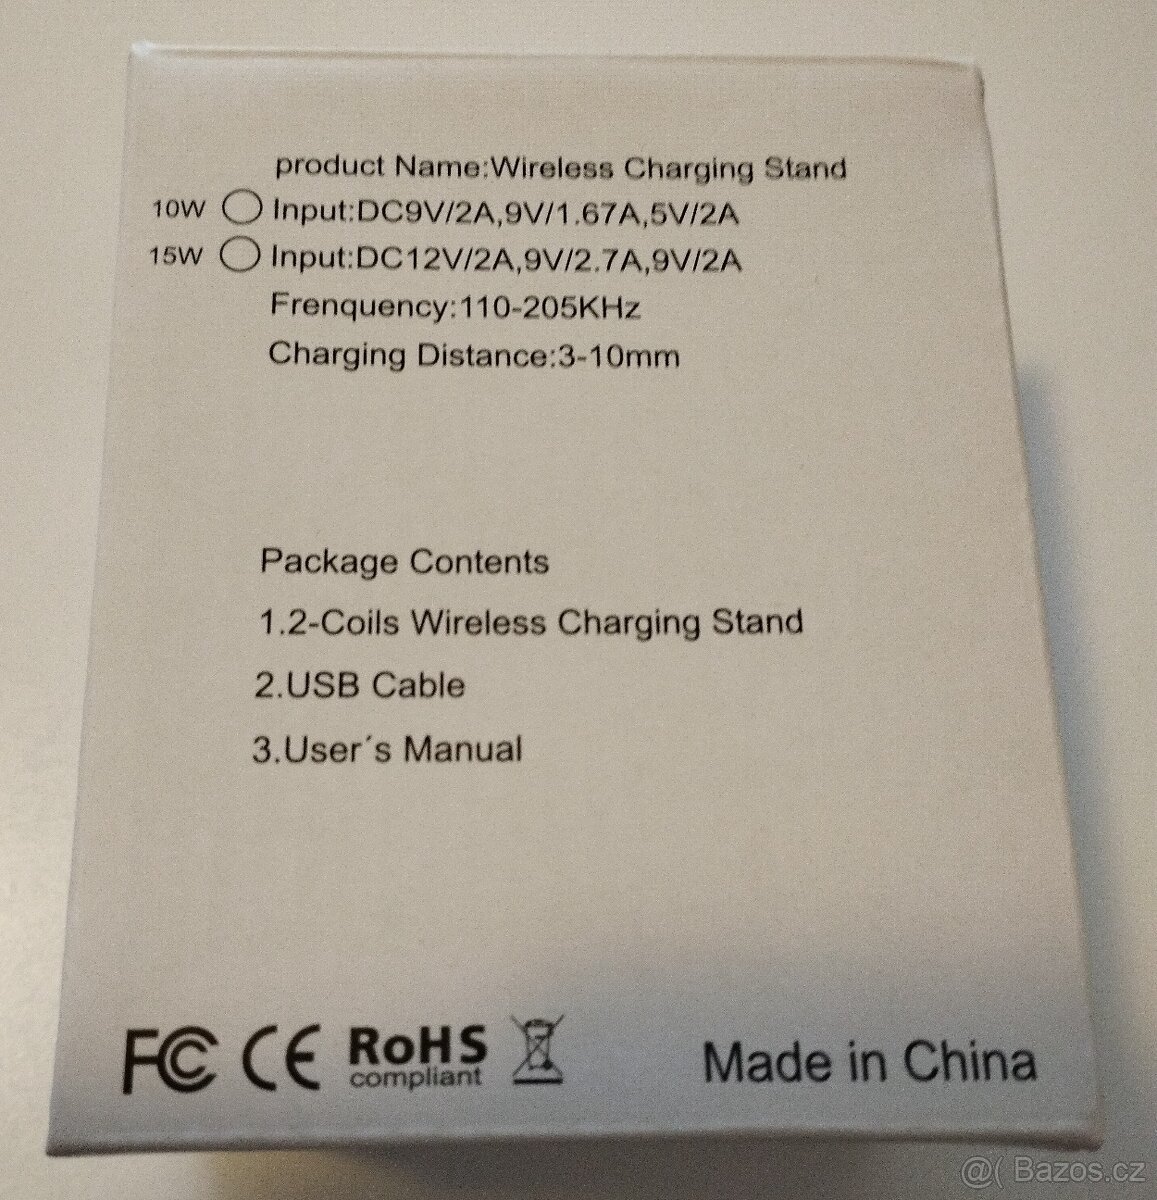 product Name:Wireless Charging Stand
10W Input:DC9V/2A,9V/1.67A,5V/2A
15W Input:DC12V/2A,9V/2.7A,9V/2A
Frenquency:110-205KHz
Charging Distance:3-10mm
Package Contents
1.2-Coils Wireless Charging Stand
2.USB Cable
3.User´s Manual
FC CE RoHS
compliant
Made in China
@( Bazos.cz